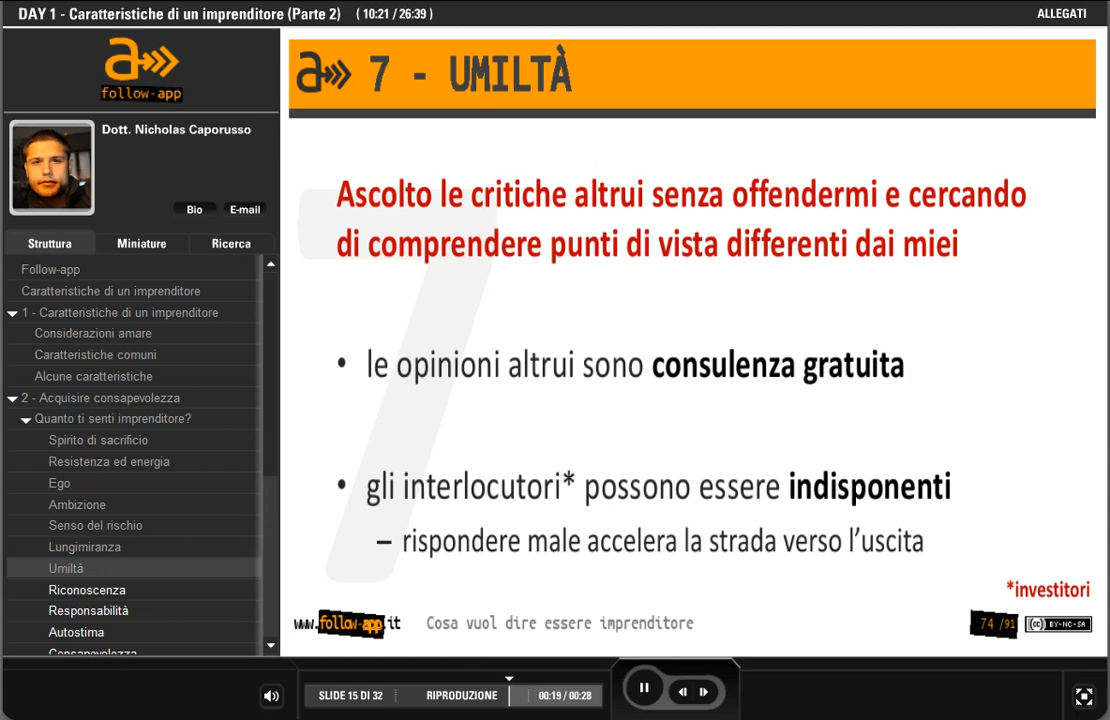 DAY 1 - Caratteristiche di un imprenditore (Parte 2) ( 10:21 / 26:39 )
ALLEGATI
a
follow-app
Dott. Nicholas Caporusso
Bio
E-mail
Struttura
Miniature
Ricerca
Follow-app
Caratteristiche di un imprenditore
1 - Caratteristiche di un imprenditore
Considerazioni amare
Caratteristiche comuni
Alcune caratteristiche
2 - Acquisire consapevolezza
Quanto ti senti imprenditore?
Spirito di sacrificio
Resistenza ed energia
Ego
Ambizione
Senso del rischio
Lungimiranza
Umiltà
Riconoscenza
Responsabilità
Autostima
Consapevolezza
a 7 - UMILTÀ
7
Ascolto le critiche altrui senza offendermi e cercando
di comprendere punti di vista differenti dai miei
• le opinioni altrui sono consulenza gratuita
• gli interlocutori* possono essere indisponenti
– rispondere male accelera la strada verso l’uscita
*investitori
www.follow-app.it
Cosa vuol dire essere imprenditore
74 /91
(cc) BY-NC-SA
SLIDE 15 DI 32
RIPRODUZIONE
00:19 / 00:28